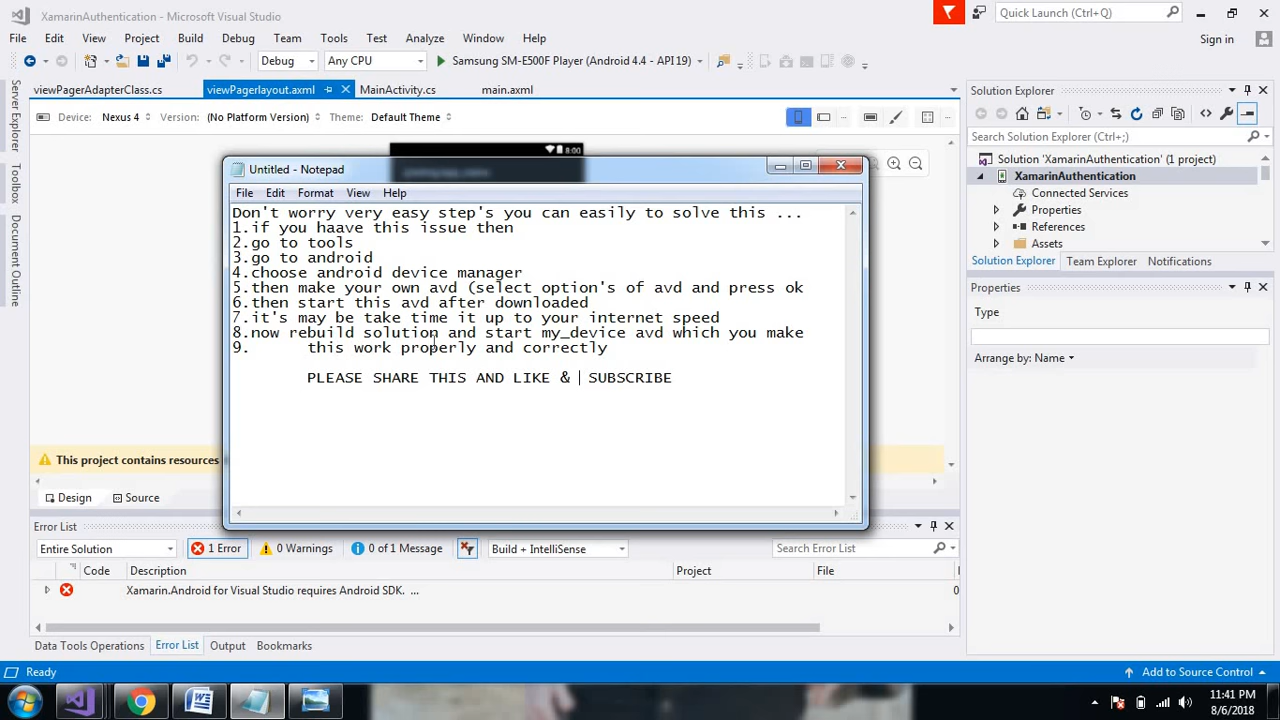 XamarinAuthentication - Microsoft Visual Studio
Quick Launch (Ctrl+Q)
File Edit View Project Build Debug Team Tools Test Analyze Window Help
Sign in
Debug Any CPU Samsung SM-E500F Player (Android 4.4 - API 19)
viewPagerAdapterClass.cs viewPagerlayout.axml MainActivity.cs main.axml
Device: Nexus 4 Version: (No Platform Version) Theme: Default Theme
Server Explorer
Toolbox
Document Outline
8:00
Untitled - Notepad
File Edit Format View Help
Don't worry very easy step's you can easily to solve this ...
1.if you haave this issue then
2.go to tools
3.go to android
4.choose android device manager
5.then make your own avd (select option's of avd and press ok
6.then start this avd after downloaded
7.it's may be take time it up to your internet speed
8.now rebuild solution and start my_device avd which you make
9. this work properly and correctly
PLEASE SHARE THIS AND LIKE & SUBSCRIBE
This project contains resources
Design Source
Error List
Entire Solution 1 Error 0 Warnings 0 of 1 Message Build + IntelliSense Search Error List
Code Description Project File
Xamarin.Android for Visual Studio requires Android SDK. ... 0
Data Tools Operations Error List Output Bookmarks
Solution Explorer
Search Solution Explorer (Ctrl+;)
Solution 'XamarinAuthentication' (1 project)
XamarinAuthentication
Connected Services
Properties
References
Assets
Solution Explorer Team Explorer Notifications
Properties
Type
Arrange by: Name
Ready
Add to Source Control
11:41 PM
8/6/2018